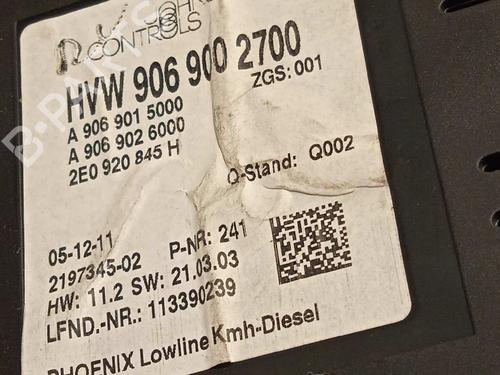 CONTROLS
HVW 906 900 2700
ZGS: 001
A 906 901 5000
A 906 902 6000
2E0 920 845 H
Q-Stand: Q002
05-12-11
P-NR: 241
2197345-02
HW: 11.2 SW: 21.03.03
LFND.-NR.: 113390239
PHOENIX Lowline Kmh-Diesel
B-PARTS